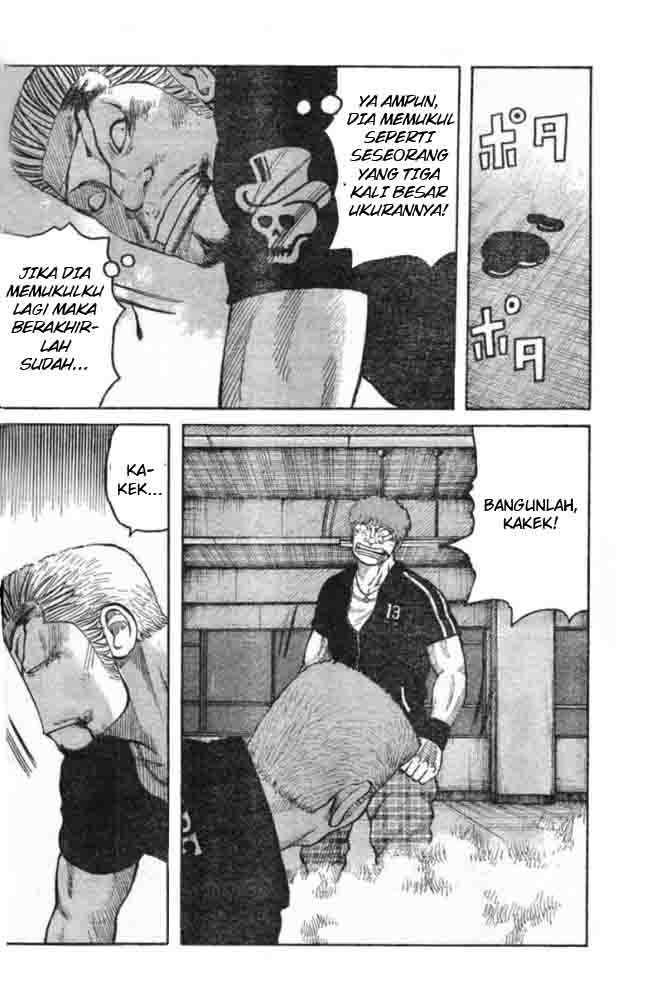 ポタ
ポタ
YA AMPUN,
DIA MEMUKUL
SEPERTI
SESEORANG
YANG TIGA
KALI BESAR
UKURANNYA!
JIKA DIA
MEMUKULKU
LAGI MAKA
BERAKHIR-
LAH
SUDAH...
BANGUNLAH,
KAKEK!
13
KA-
KEK...